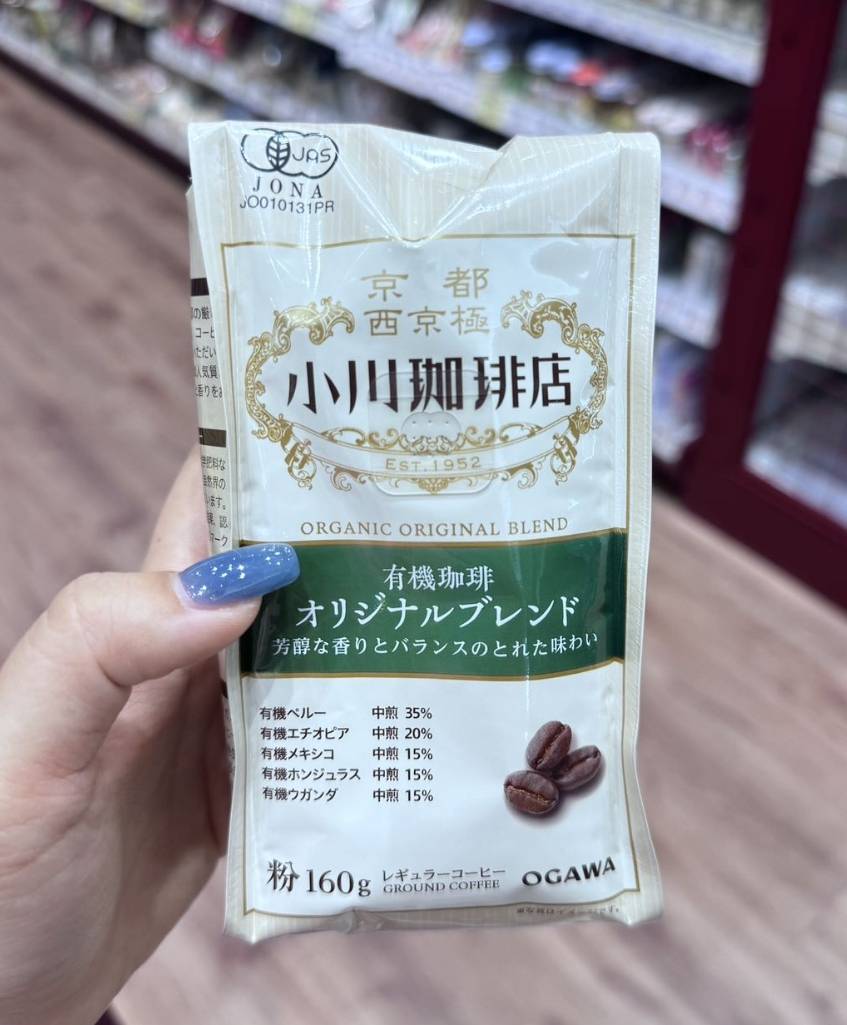 JAS
JONA
JO010131PR
京都
西京極
小川珈琲店
EST.1952
ORGANIC ORIGINAL BLEND
有機珈琲
オリジナルブレンド
芳醇な香りとバランスのとれた味わい
有機ペルー 中煎 35%
有機エチオピア 中煎 20%
有機メキシコ 中煎 15%
有機ホンジュラス 中煎 15%
有機ウガンダ 中煎 15%
粉 160g
レギュラーコーヒー
GROUND COFFEE
OGAWA